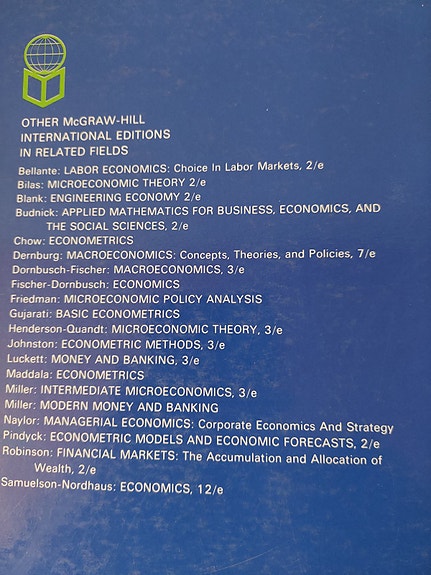 OTHER McGRAW-HILL
INTERNATIONAL EDITIONS
IN RELATED FIELDS
Bellante: LABOR ECONOMICS: Choice In Labor Markets, 2/e
Bilas: MICROECONOMIC THEORY 2/e
Blank: ENGINEERING ECONOMY 2/e
Budnick: APPLIED MATHEMATICS FOR BUSINESS, ECONOMICS, AND
THE SOCIAL SCIENCES, 2/e
Chow: ECONOMETRICS
Dernburg: MACROECONOMICS: Concepts, Theories, and Policies, 7/e
Dornbusch-Fischer: MACROECONOMICS, 3/e
Fischer-Dornbusch: ECONOMICS
Friedman: MICROECONOMIC POLICY ANALYSIS
Gujarati: BASIC ECONOMETRICS
Henderson-Quandt: MICROECONOMIC THEORY, 3/e
Johnston: ECONOMETRIC METHODS, 3/e
Luckett: MONEY AND BANKING, 3/e
Maddala: ECONOMETRICS
Miller: INTERMEDIATE MICROECONOMICS, 3/e
Miller: MODERN MONEY AND BANKING
Naylor: MANAGERIAL ECONOMICS: Corporate Economics And Strategy
Pindyck: ECONOMETRIC MODELS AND ECONOMIC FORECASTS, 2/e
Robinson: FINANCIAL MARKETS: The Accumulation and Allocation of
Wealth, 2/e
Samuelson-Nordhaus: ECONOMICS, 12/e